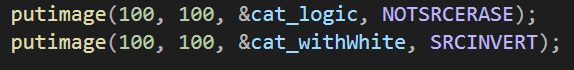 putimage(100, 100, &cat_logic, NOTSRCERASE);
putimage(100, 100, &cat_withWhite, SRCINVERT);